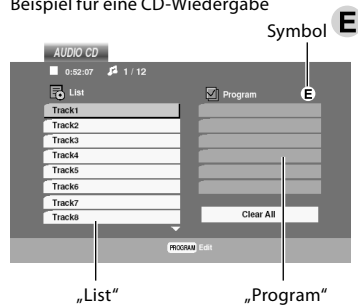 Beispiel für eine CD-Wiedergabe
Symbol E
AUDIO CD
0:52:07 1 / 12
List
Program E
Track1
Track2
Track3
Track4
Track5
Track6
Track7
Track8
Clear All
PROGRAM Edit
„List“
„Program“